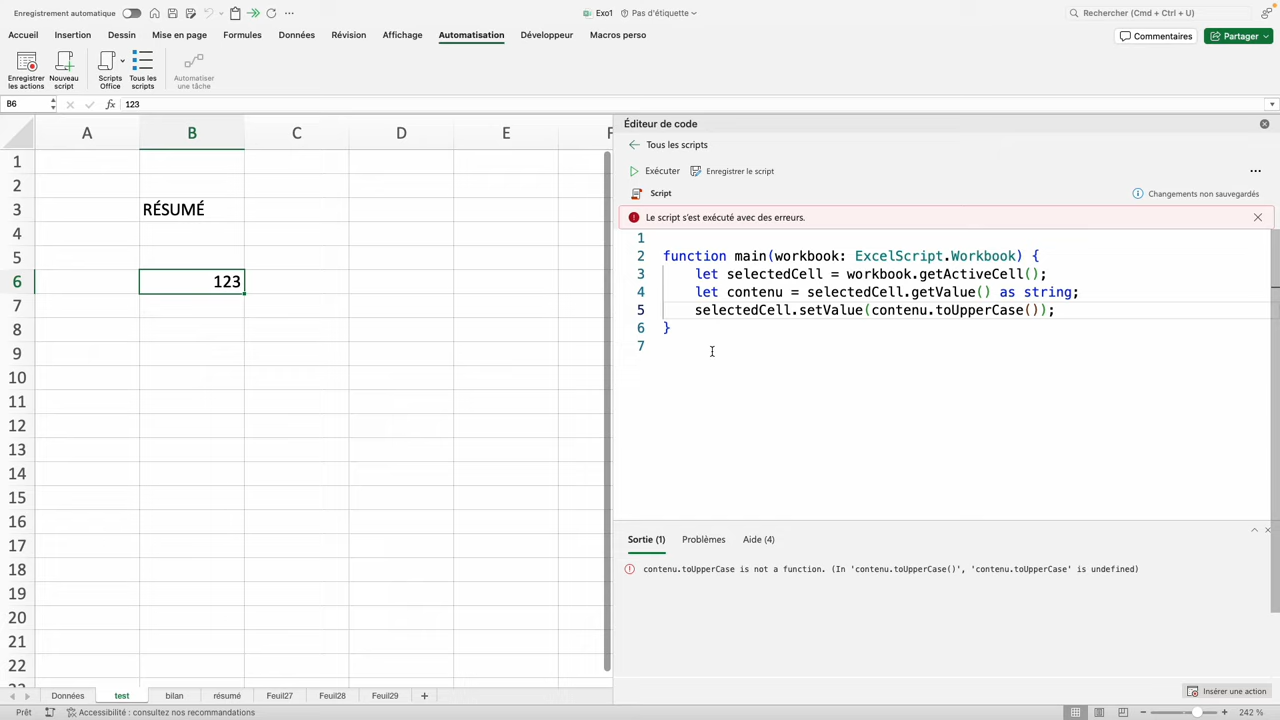 Enregistrement automatique
Exo1
Pas d'étiquette
Rechercher (Cmd + Ctrl + U)
Accueil Insertion Dessin Mise en page Formules Données Révision Affichage Automatisation Développeur Macros perso
Commentaires
Partager
Enregistrer les actions
Nouveau script
Scripts Office
Tous les scripts
Automatiser une tâche
B6
fx
123
A B C D E F
1
2
3 RÉSUMÉ
4
5
6 123
7
8
9
10
11
12
13
14
15
16
17
18
19
20
21
22
Éditeur de code
Tous les scripts
Exécuter
Enregistrer le script
...
Script
Changements non sauvegardés
Le script s'est exécuté avec des erreurs.
1
2 function main(workbook: ExcelScript.Workbook) {
3 let selectedCell = workbook.getActiveCell();
4 let contenu = selectedCell.getValue() as string;
5 selectedCell.setValue(contenu.toUpperCase());
6 }
7
Sortie (1) Problèmes Aide (4)
contenu.toUpperCase is not a function. (In 'contenu.toUpperCase()', 'contenu.toUpperCase' is undefined)
Insérer une action
Données test bilan résumé Feuil27 Feuil28 Feuil29 +
Prêt
Accessibilité : consultez nos recommandations
242 %